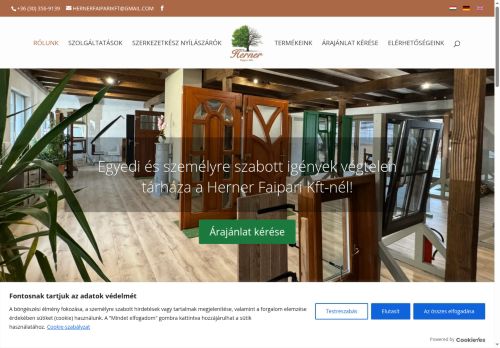 +36 (30) 356-9139 HERNERFAIPARIKFT@GMAIL.COM
RÓLUNK SZOLGÁLTATÁSOK SZERKEZETKÉSZ NYÍLÁSZÁRÓK Herner TERMÉKEINK ÁRAJÁNLAT KÉRÉSE ELÉRHETŐSÉGEINK
Egyedi és személyre szabott igények végtelen
tárháza a Herner Faipari Kft-nél!
Árajánlat kérése
Fontosnak tartjuk az adatok védelmét
A böngészési élmény fokozása, a személyre szabott hirdetések vagy tartalmak megjelenítése, valamint a forgalom elemzése
érdekében sütiket (cookie) használunk. A "Mindet elfogadom" gombra kattintva hozzájárulhat a sütik
használatához. Cookie-szabályzat
Testreszabás Elutasít Az összes elfogadása
Powered by CookieYes